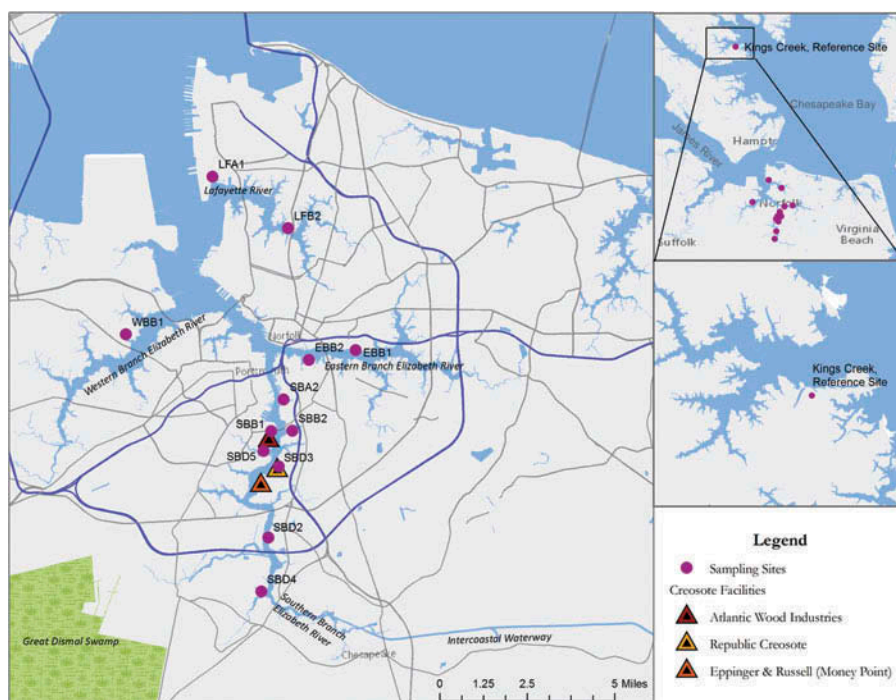 LFA1
Lafayette River
LFB2
WBB1
Western Branch Elizabeth River
Norfolk
EBB2
EBB1
Eastern Branch Elizabeth River
Portsmouth
SBA2
SBB1
SBB2
SBD5
SBD3
SBD2
SBD4
Southern Branch
Elizabeth River
Great Dismal Swamp
Intercoastal Waterway
Chesapeake
0 1.25 2.5 5 Miles
Kings Creek, Reference Site
Chesapeake Bay
James River
Norfolk
Suffolk
Virginia
Beach
Kings Creek,
Reference Site
Legend
Sampling Sites
Creosote Facilities
Atlantic Wood Industries
Republic Creosote
Eppinger & Russell (Money Point)